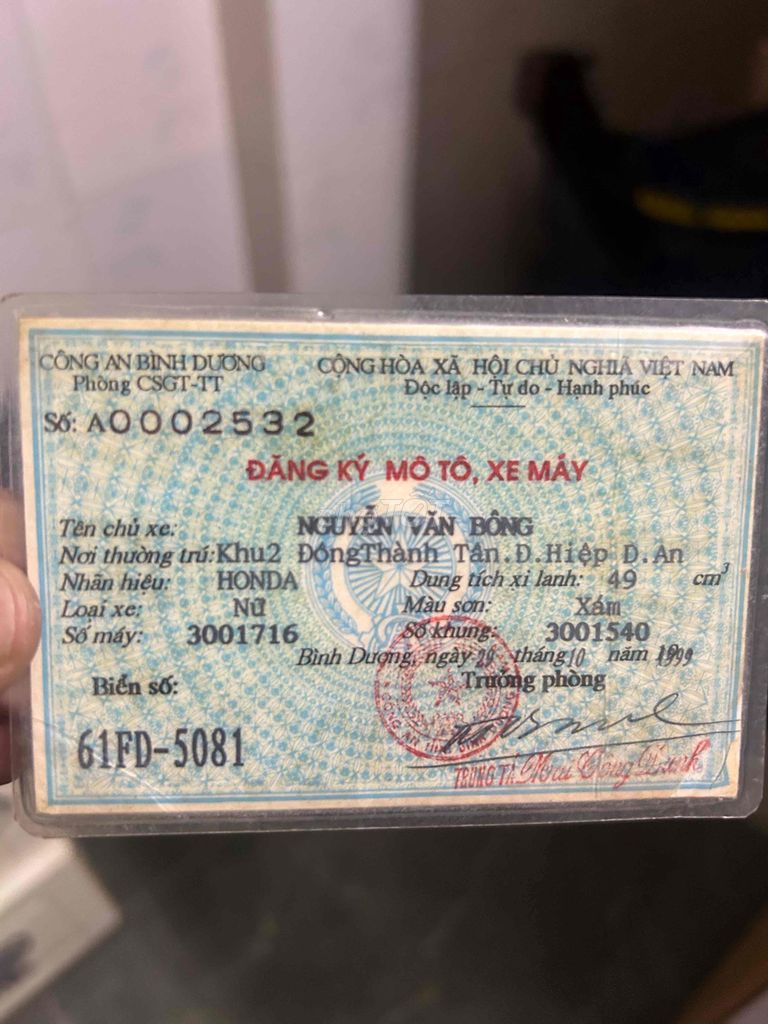 CÔNG AN BÌNH DƯƠNG
Phòng CSGT-TT
CỘNG HÒA XÃ HỘI CHỦ NGHĨA VIỆT NAM
Độc lập - Tự do - Hạnh phúc
Số: A0002532
ĐĂNG KÝ MÔ TÔ, XE MÁY
Tên chủ xe: NGUYỄN VĂN BÔNG
Nơi thường trú: Khu2 ĐôngThành Tân.Đ.Hiệp D.An
Nhãn hiệu: HONDA Dung tích xi lanh: 49 cm³
Loại xe: Nữ Màu sơn: Xám
Số máy: 3001716 Số khung: 3001540
Bình Dương, ngày 29 tháng 10 năm 1999
Biển số: Trưởng phòng
61FD-5081
TRUNG TÁ